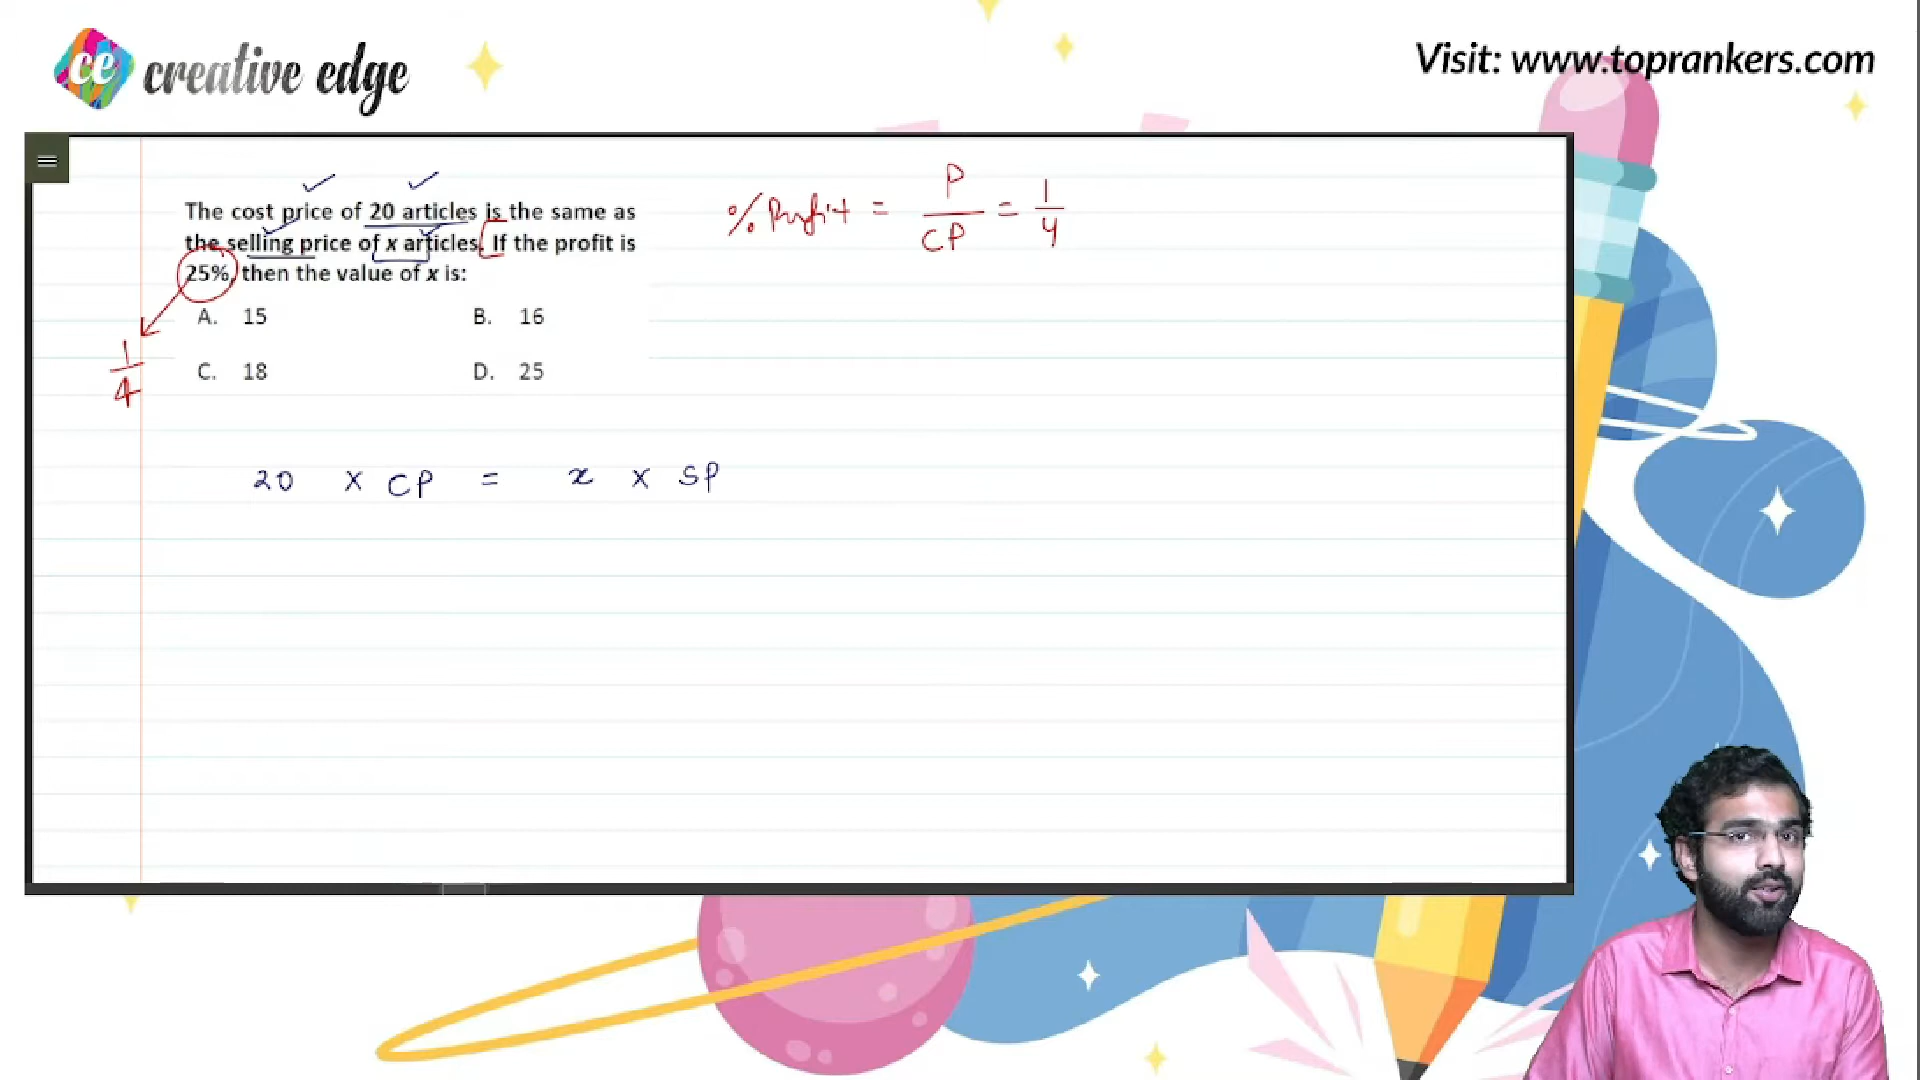 ce creative edge
Visit: www.toprankers.com
The cost price of 20 articles is the same as
the selling price of x articles. If the profit is
25%, then the value of x is:
A. 15 B. 16
C. 18 D. 25
% Profit = P/CP = 1/4
1/4
20 x CP = x x SP